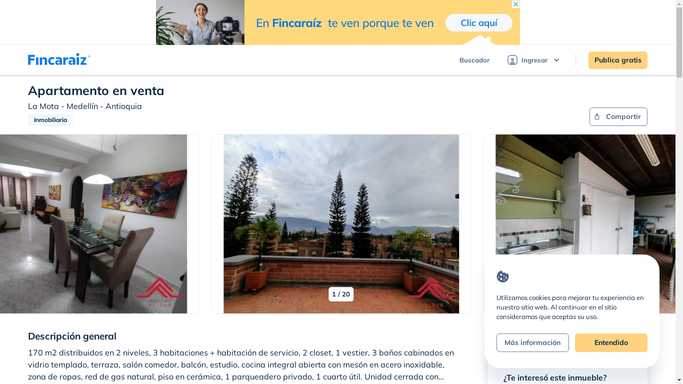 En Fincaraíz te ven porque te ven
Clic aquí
Fincaraiz
Buscador
Ingresar
Publica gratis
Apartamento en venta
La Mota - Medellín - Antioquia
Inmobiliaria
Compartir
1 / 20
Utilizamos cookies para mejorar tu experiencia en
nuestro sitio web. Al continuar en el sitio
consideramos que aceptas su uso.
Más información
Entendido
Descripción general
170 m2 distribuidos en 2 niveles, 3 habitaciones + habitación de servicio, 2 closet, 1 vestier, 3 baños cabinados en
vidrio templado, terraza, salón comedor, balcón, estudio, cocina integral abierta con mesón en acero inoxidable,
zona de ropas, red de gas natural, piso en cerámica, 1 parqueadero privado, 1 cuarto útil. Unidad cerrada con...
¿Te interesó este inmueble?